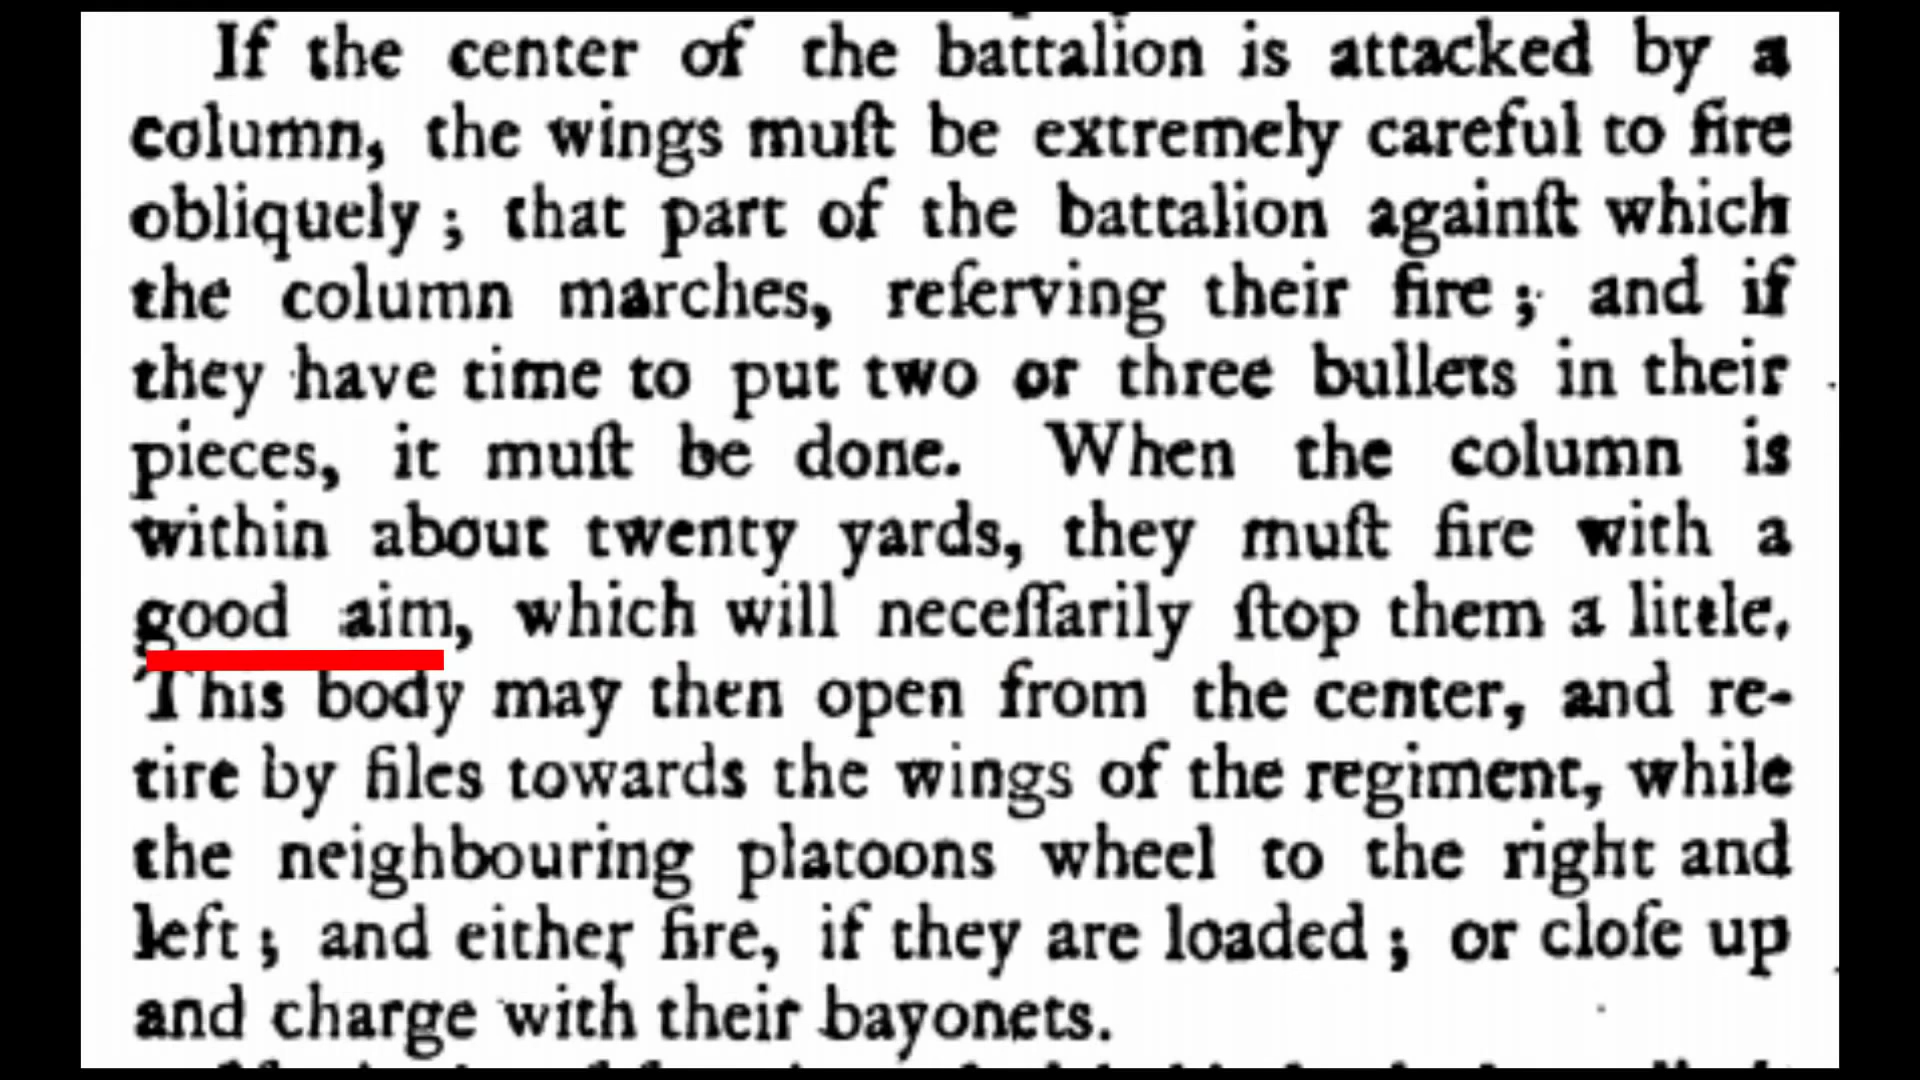 If the center of the battalion is attacked by a
column, the wings muſt be extremely careful to fire
obliquely ; that part of the battalion againſt which
the column marches, reſerving their fire ; and if
they have time to put two or three bullets in their
pieces, it muſt be done. When the column is
within about twenty yards, they muſt fire with a
good aim, which will neceſſarily ſtop them a little.
This body may then open from the center, and re-
tire by files towards the wings of the regiment, while
the neighbouring platoons wheel to the right and
left ; and either fire, if they are loaded ; or cloſe up
and charge with their bayonets.